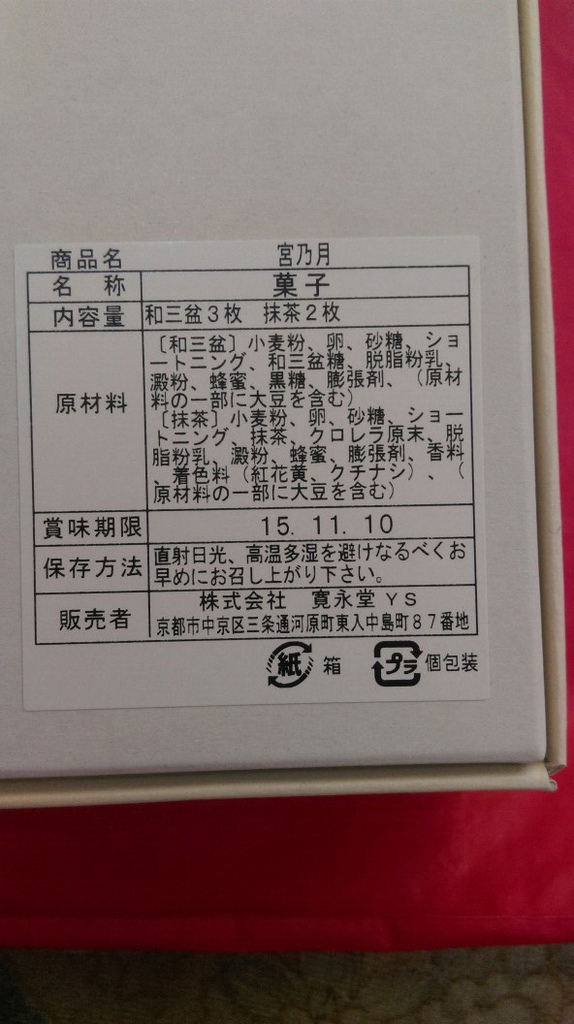 商品名 宮乃月
名 称 菓子
内容量 和三盆3枚 抹茶2枚
原材料
〔和三盆〕小麦粉、卵、砂糖、ショ
ートニング、和三盆糖、脱脂粉乳、
澱粉、蜂蜜、黒糖、膨張剤、（原材
料の一部に大豆を含む）
〔抹茶〕小麦粉、卵、砂糖、ショー
トニング、抹茶、クロレラ原末、脱
脂粉乳、澱粉、蜂蜜、膨張剤、香料
、着色料（紅花黄、クチナシ）、（
原材料の一部に大豆を含む）
賞味期限 15. 11. 10
保存方法 直射日光、高温多湿を避けなるべくお
早めにお召し上がり下さい。
販売者 株式会社 寛永堂 YS
京都市中京区三条通河原町東入中島町87番地
紙 箱 プラ 個包装